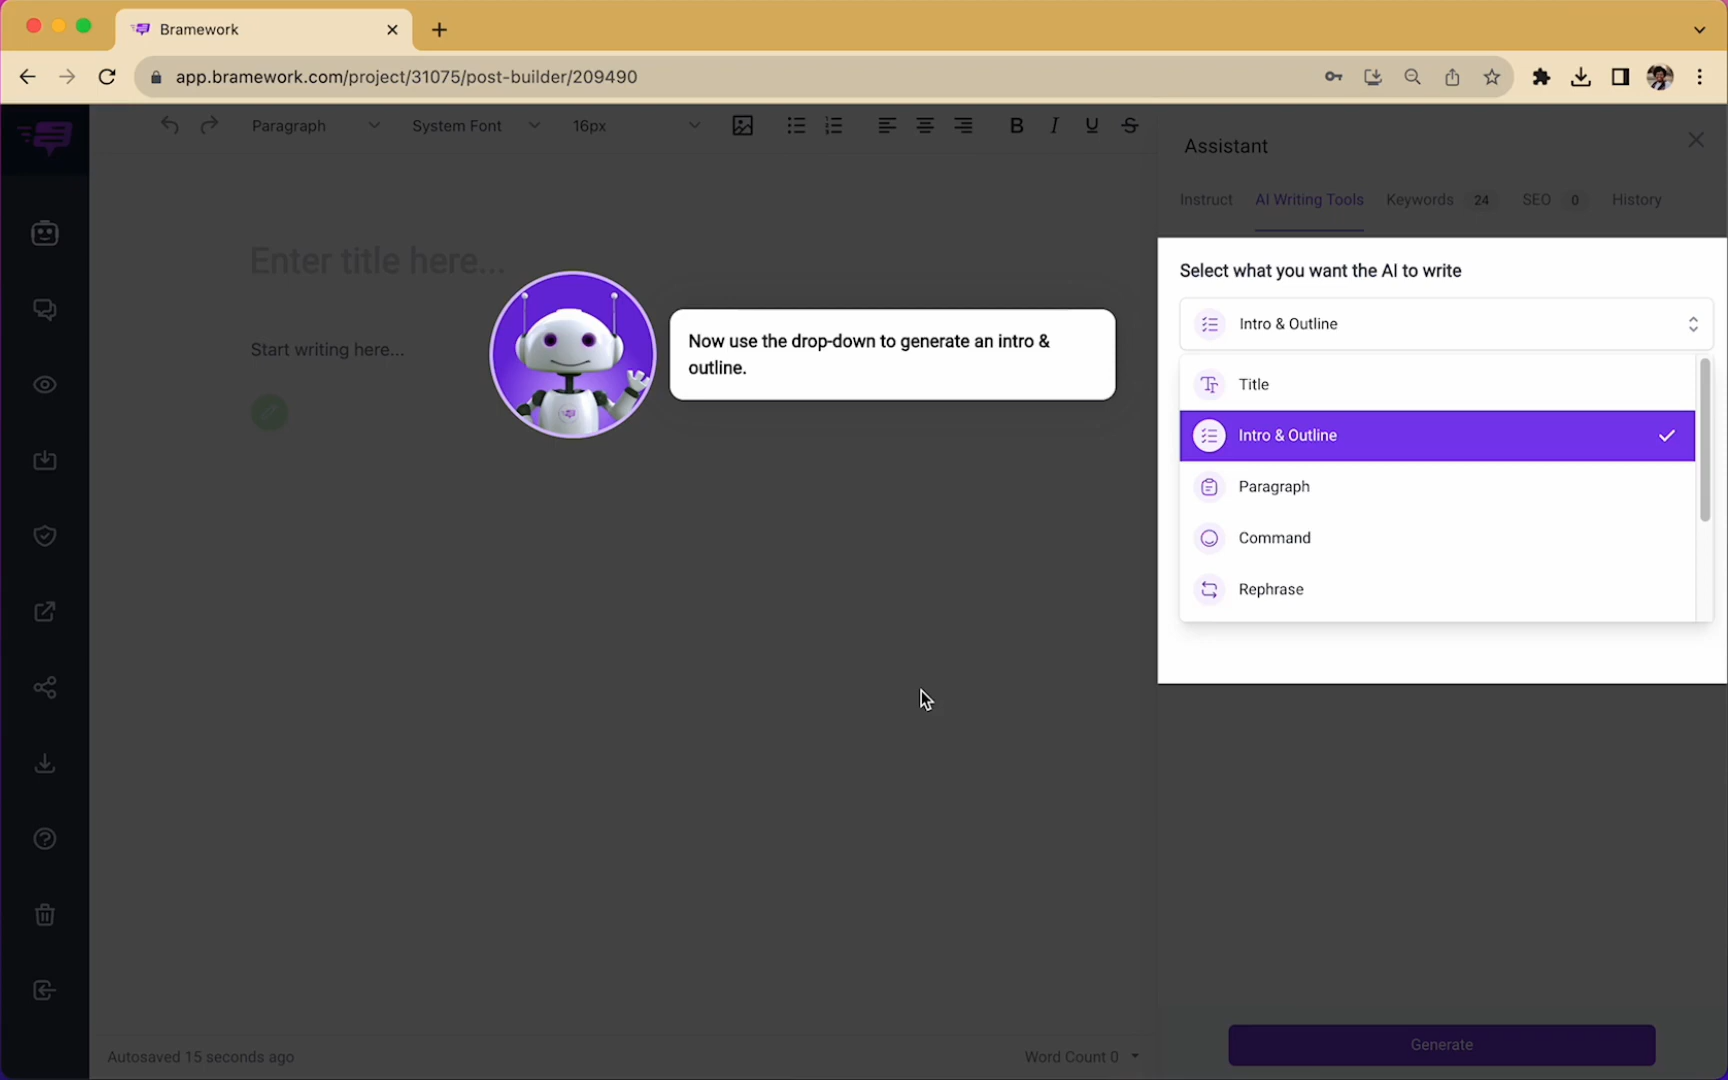 Bramework
app.bramework.com/project/31075/post-builder/209490
Paragraph System Font 16px B I U S
Assistant
Instruct AI Writing Tools Keywords 24 SEO 0 History
Enter title here...
Start writing here...
Now use the drop-down to generate an intro &
outline.
Select what you want the AI to write
Intro & Outline
Title
Intro & Outline
Paragraph
Command
Rephrase
Autosaved 15 seconds ago
Word Count 0
Generate